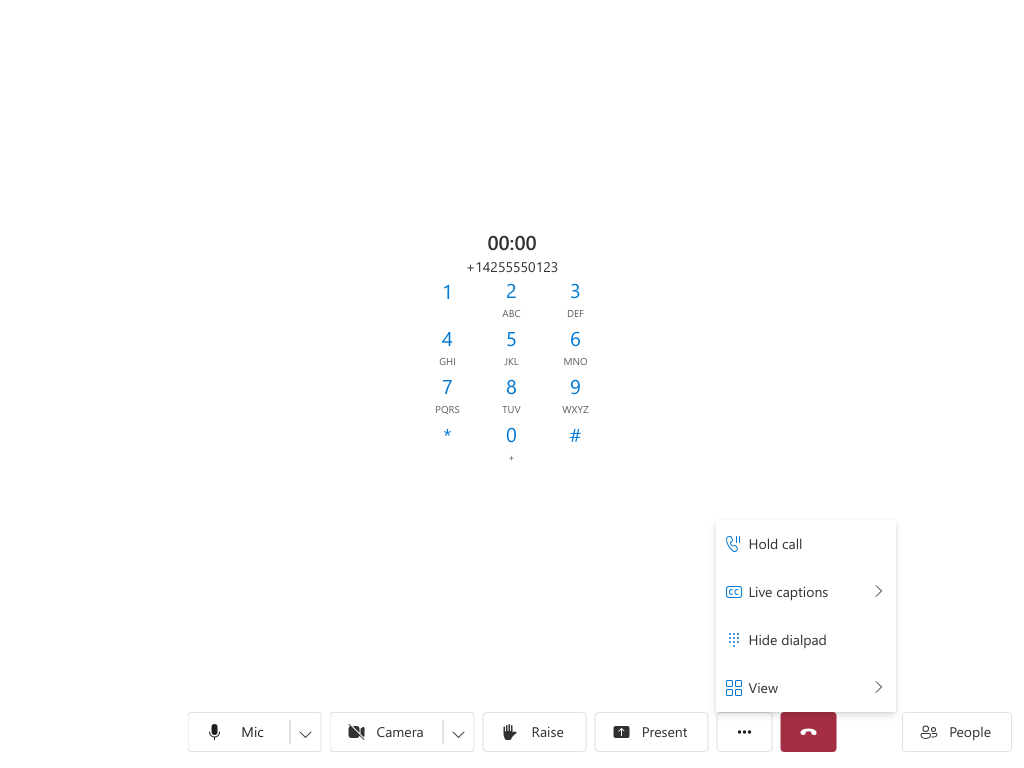 00:00
+14255550123
1 2 3
ABC DEF
4 5 6
GHI JKL MNO
7 8 9
PQRS TUV WXYZ
* 0 #
+
Hold call
CC Live captions
Hide dialpad
View
Mic Camera Raise Present ••• People